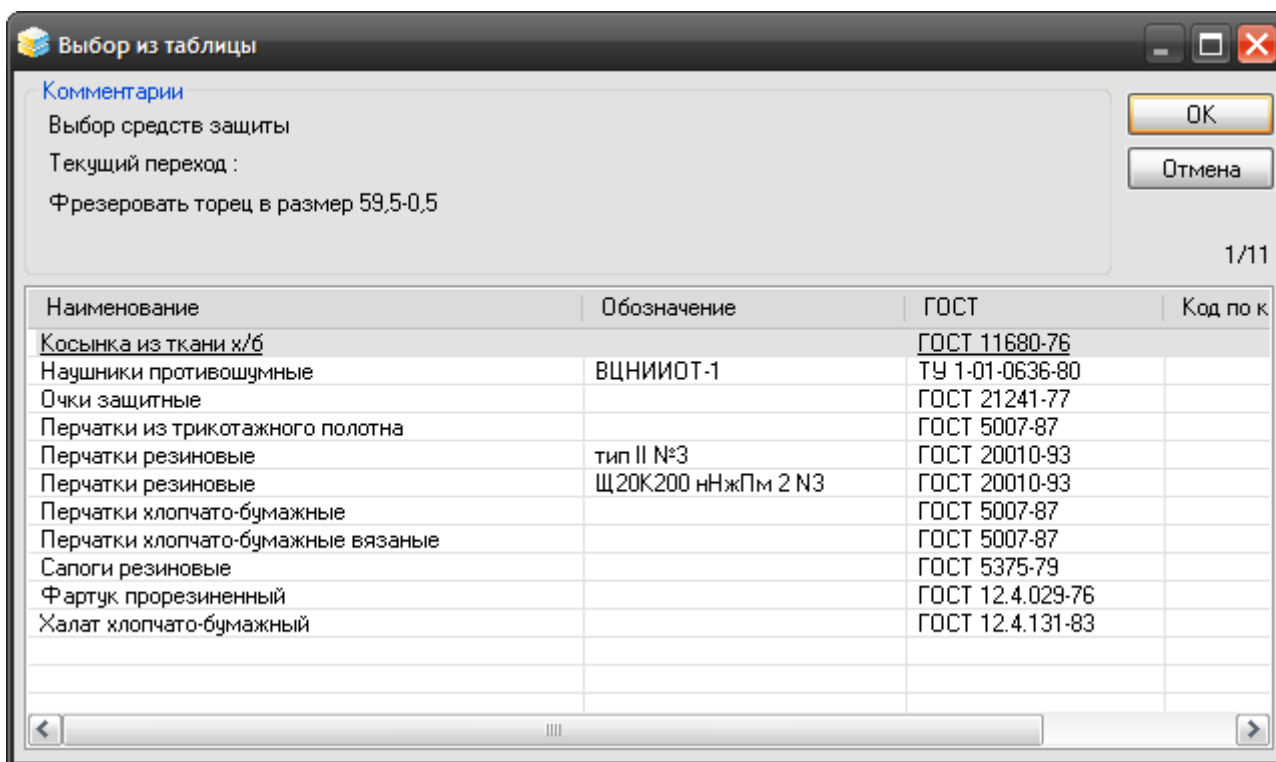 Выбор из таблицы
Комментарии
Выбор средств защиты
Текущий переход :
Фрезеровать торец в размер 59,5-0,5
OK
Отмена
1/11
Наименование Обозначение ГОСТ Код по к
Косынка из ткани х/б ГОСТ 11680-76
Наушники противошумные ВЦНИИОТ-1 ТУ 1-01-0636-80
Очки защитные ГОСТ 21241-77
Перчатки из трикотажного полотна ГОСТ 5007-87
Перчатки резиновые тип II №3 ГОСТ 20010-93
Перчатки резиновые Щ20К200 нНжПм 2 N3 ГОСТ 20010-93
Перчатки хлопчато-бумажные ГОСТ 5007-87
Перчатки хлопчато-бумажные вязаные ГОСТ 5007-87
Сапоги резиновые ГОСТ 5375-79
Фартук прорезиненный ГОСТ 12.4.029-76
Халат хлопчато-бумажный ГОСТ 12.4.131-83